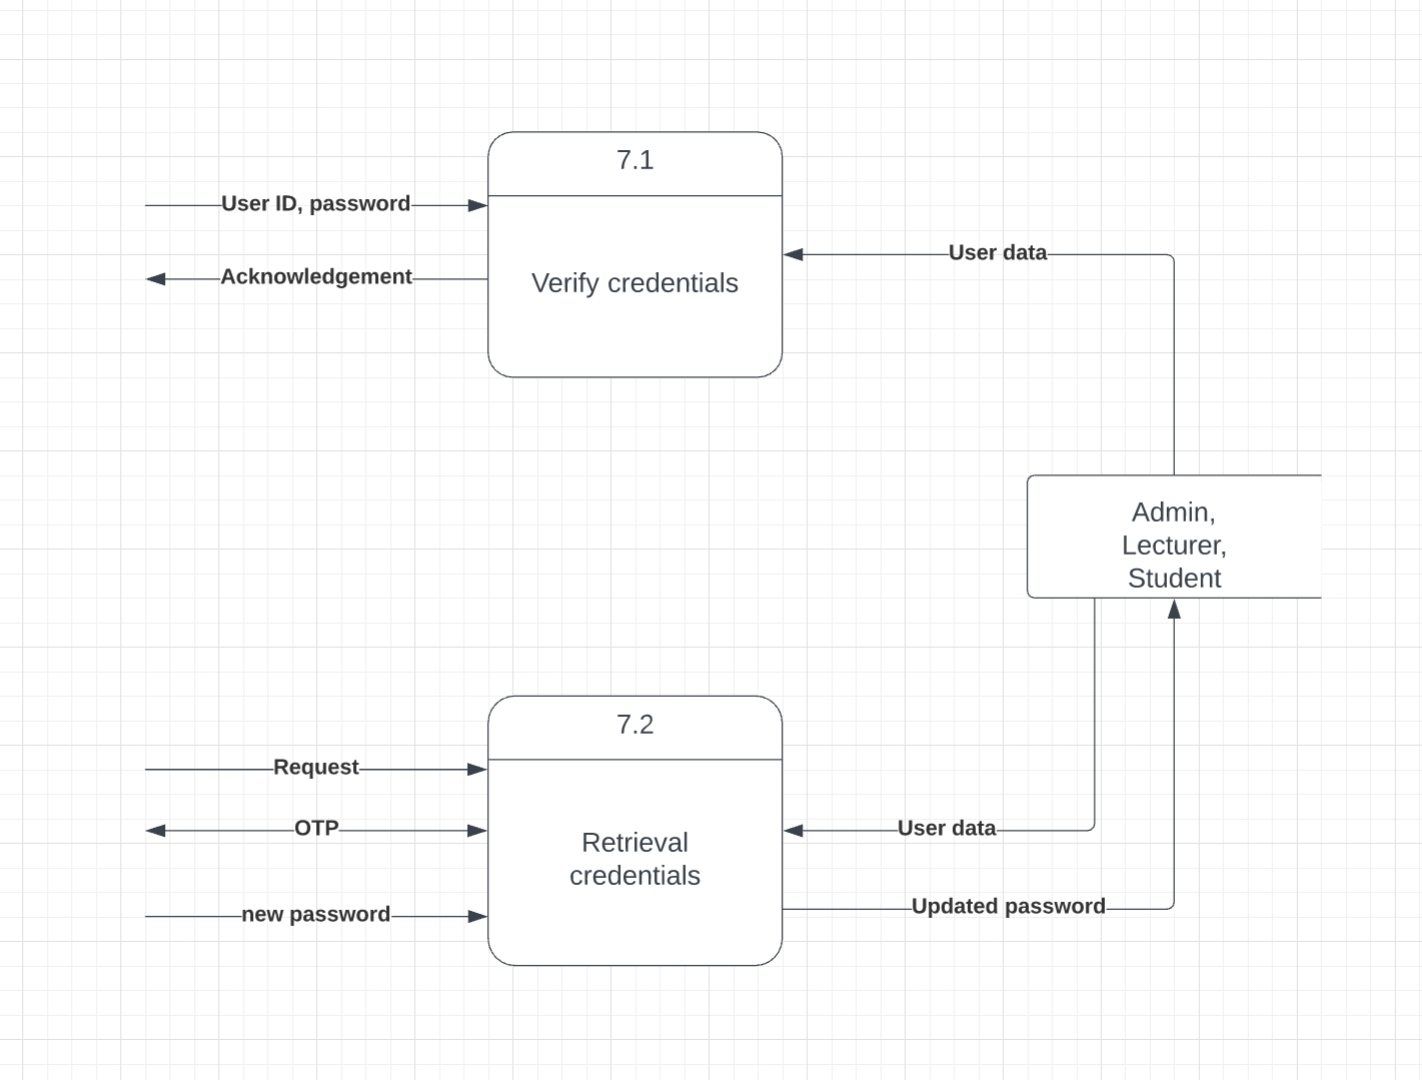 7.1
User ID, password
Acknowledgement
Verify credentials
User data
Admin,
Lecturer,
Student
7.2
Request
OTP
new password
Retrieval
credentials
User data
Updated password